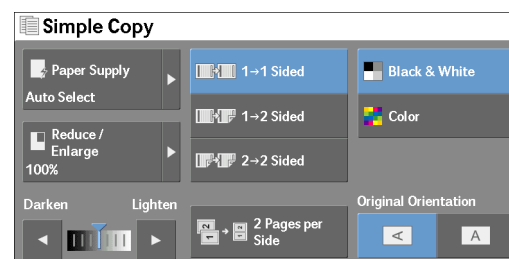 Simple Copy
Paper Supply
Auto Select
Reduce /
Enlarge
100%
Darken Lighten
1→1 Sided
1→2 Sided
2→2 Sided
2 Pages per
Side
Black & White
Color
Original Orientation
A
A